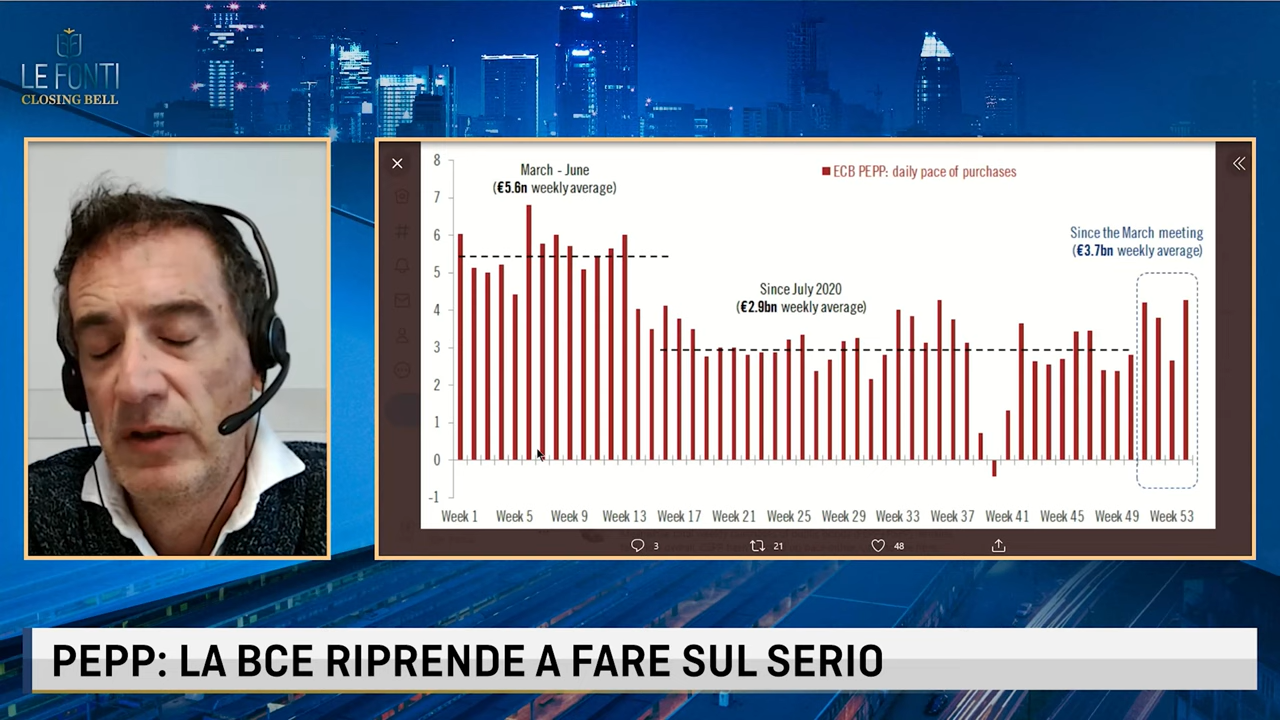 LE FONTI
CLOSING BELL
8
7
6
5
4
3
2
1
0
-1
March - June
(€5.6n weekly average)
ECB PEPP: daily pace of purchases
Since the March meeting
(€3.7bn weekly average)
Since July 2020
(€2.9bn weekly average)
Week 1
Week 5
Week 9
Week 13
Week 17
Week 21
Week 25
Week 29
Week 33
Week 37
Week 41
Week 45
Week 49
Week 53
3
21
48
PEPP: LA BCE RIPRENDE A FARE SUL SERIO